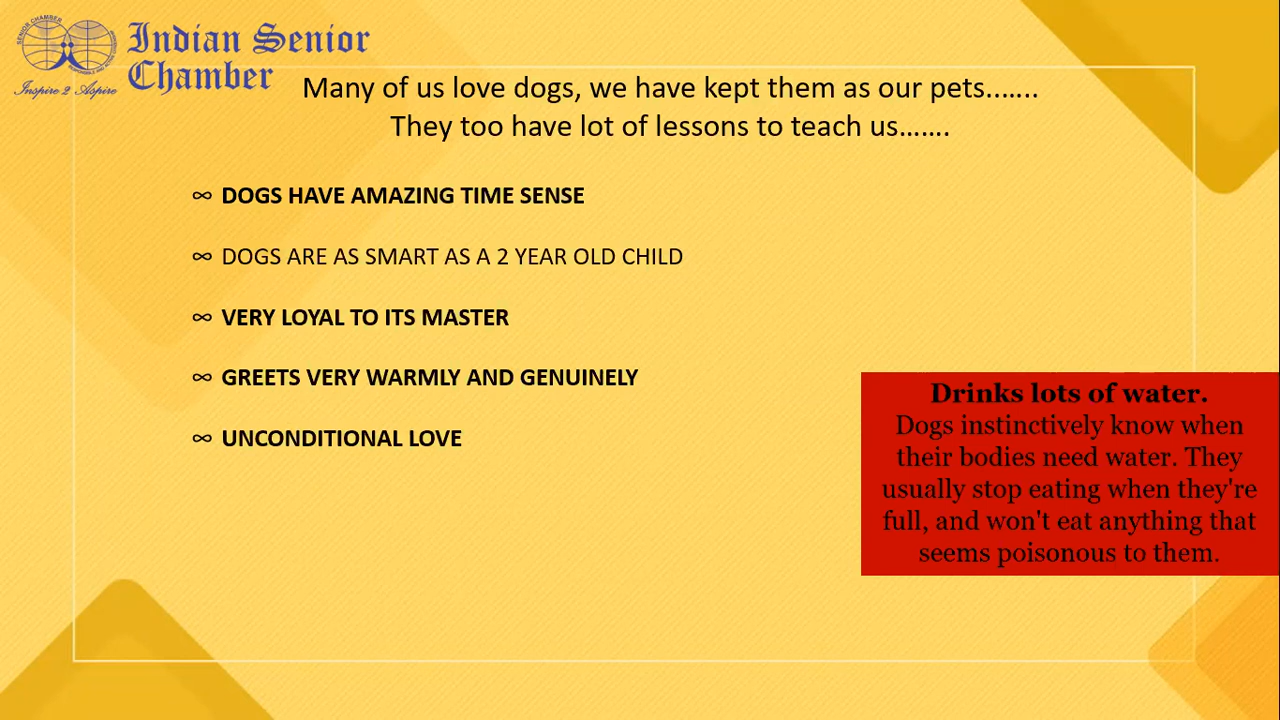 Indian Senior
Chamber
SENIOR CHAMBER
Inspire 2 Aspire
Many of us love dogs, we have kept them as our pets…….
They too have lot of lessons to teach us…….
∞ DOGS HAVE AMAZING TIME SENSE
∞ DOGS ARE AS SMART AS A 2 YEAR OLD CHILD
∞ VERY LOYAL TO ITS MASTER
∞ GREETS VERY WARMLY AND GENUINELY
∞ UNCONDITIONAL LOVE
Drinks lots of water.
Dogs instinctively know when
their bodies need water. They
usually stop eating when they're
full, and won't eat anything that
seems poisonous to them.